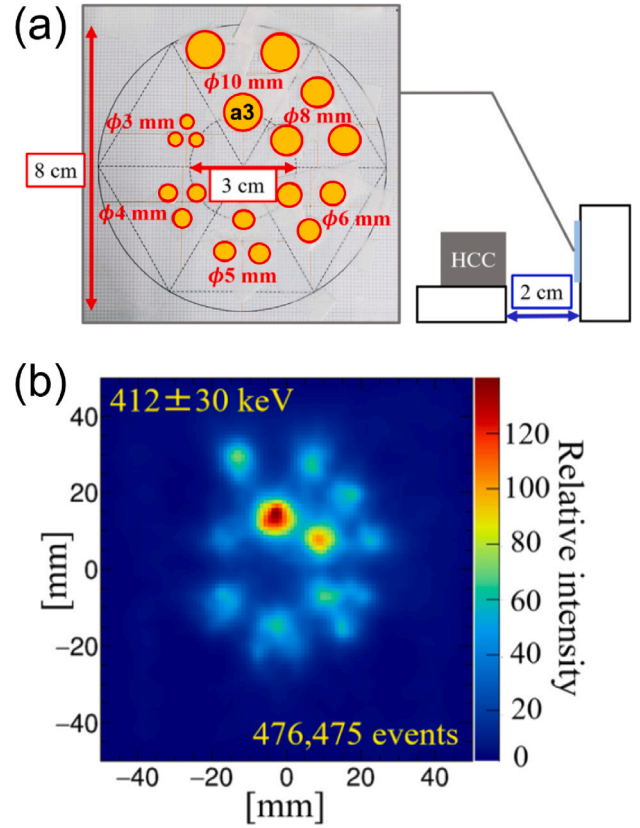 (a)
ϕ10 mm
a3
ϕ8 mm
ϕ3 mm
8 cm
3 cm
ϕ4 mm
ϕ6 mm
ϕ5 mm
HCC
2 cm
(b)
412±30 keV
476,475 events
40
20
0
−20
−40
[mm]
−40 −20 0 20 40
[mm]
120
100
80
60
40
20
0
Relative intensity